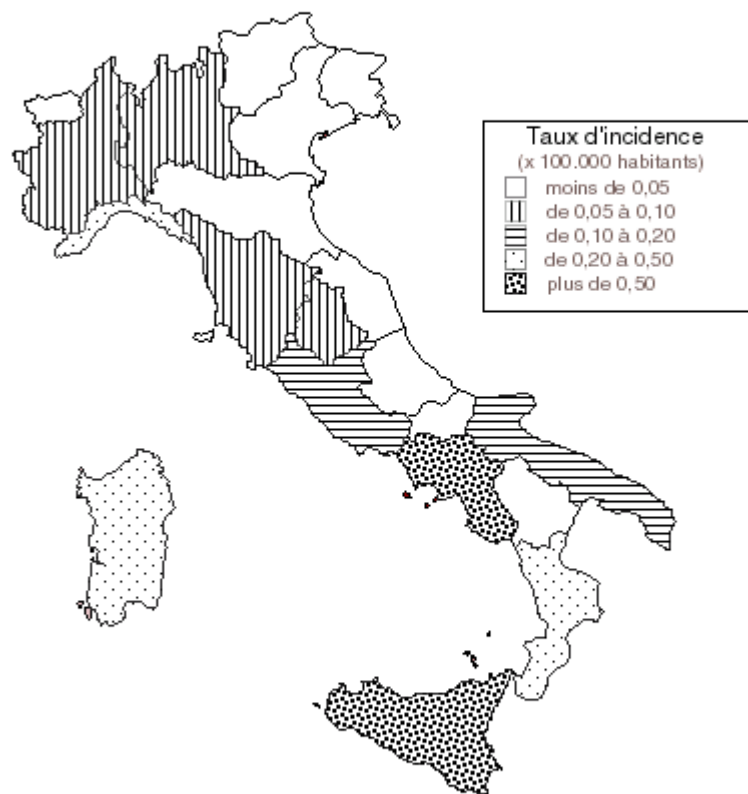 Taux d'incidence
(x 100.000 habitants)
moins de 0,05
de 0,05 à 0,10
de 0,10 à 0,20
de 0,20 à 0,50
plus de 0,50